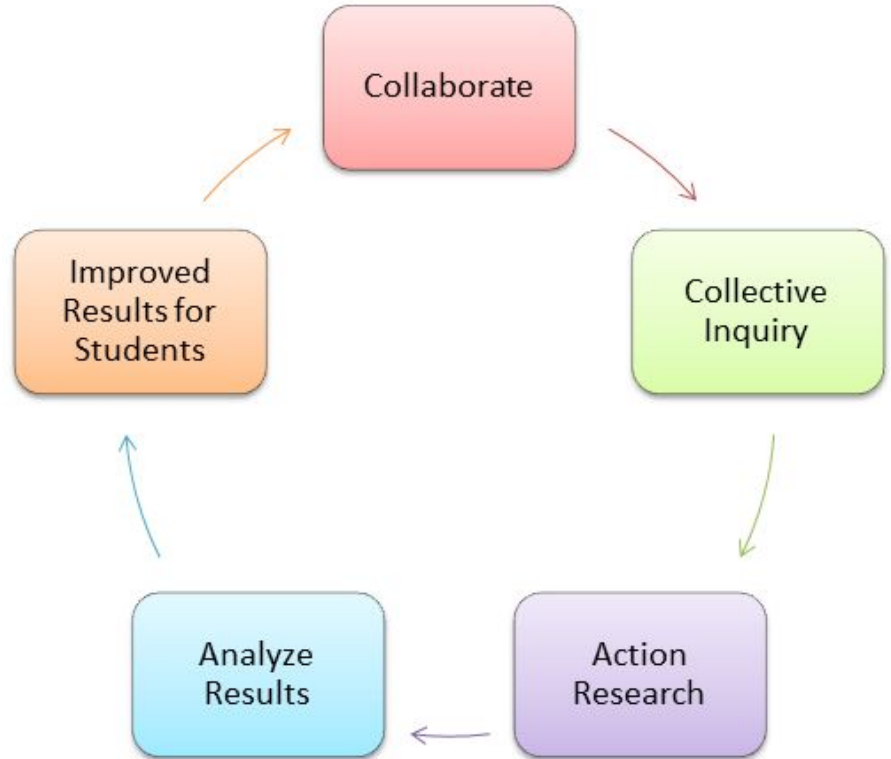 Collaborate
Collective
Inquiry
Action
Research
Analyze
Results
Improved
Results for
Students